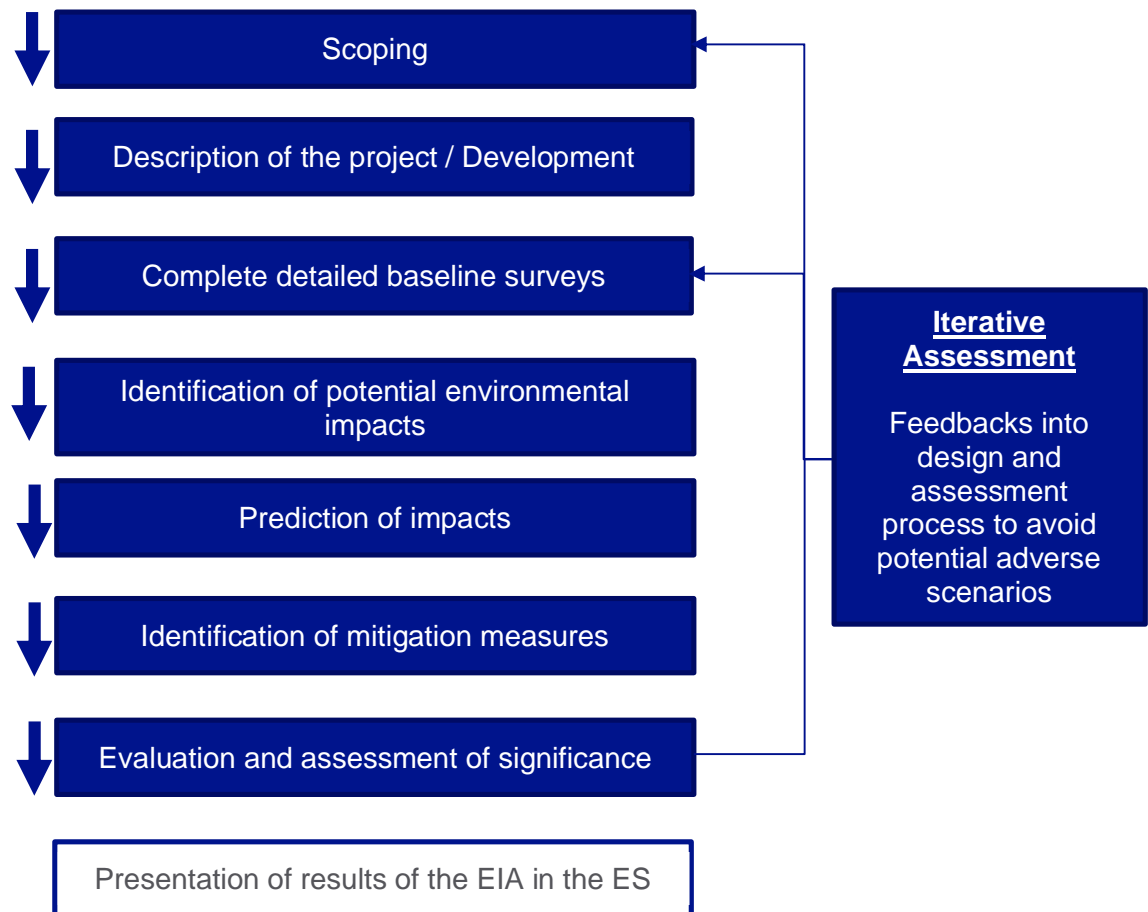 Scoping
Description of the project / Development
Complete detailed baseline surveys
Identification of potential environmental
impacts
Prediction of impacts
Identification of mitigation measures
Evaluation and assessment of significance
Presentation of results of the EIA in the ES
Iterative
Assessment
Feedbacks into
design and
assessment
process to avoid
potential adverse
scenarios